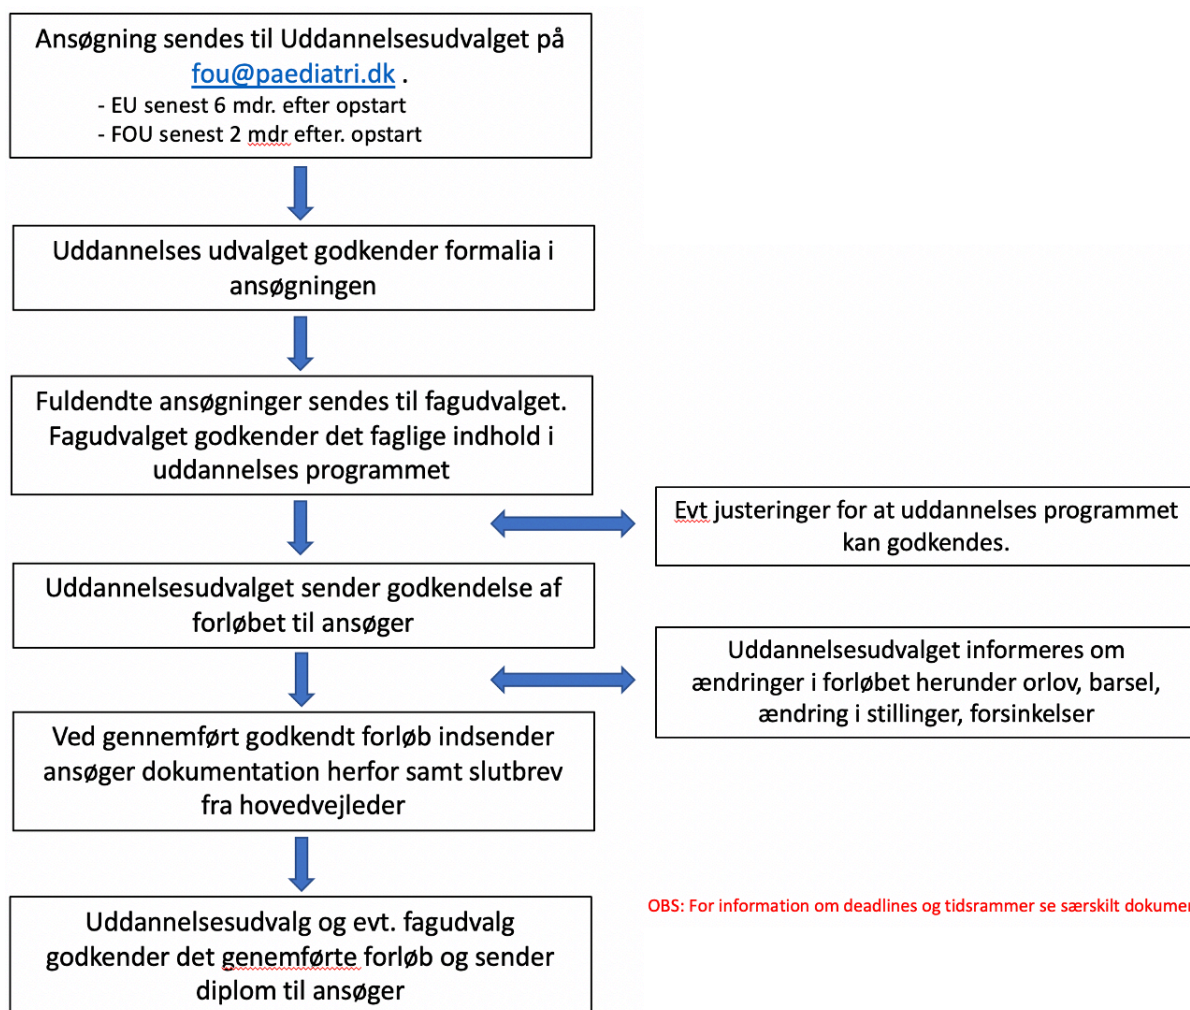 Ansøgning sendes til Uddannelsesudvalget på
fou@paediatri.dk .
- EU senest 6 mdr. efter opstart
- FOU senest 2 mdr efter. opstart
Uddannelses udvalget godkender formalia i
ansøgningen
Fuldendte ansøgninger sendes til fagudvalget.
Fagudvalget godkender det faglige indhold i
uddannelses programmet
Evt justeringer for at uddannelses programmet
kan godkendes.
Uddannelsesudvalget sender godkendelse af
forløbet til ansøger
Uddannelsesudvalget informeres om
ændringer i forløbet herunder orlov, barsel,
ændring i stillinger, forsinkelser
Ved gennemført godkendt forløb indsender
ansøger dokumentation herfor samt slutbrev
fra hovedvejleder
Uddannelsesudvalg og evt. fagudvalg
godkender det genemførte forløb og sender
diplom til ansøger
OBS: For information om deadlines og tidsrammer se særskilt dokumen